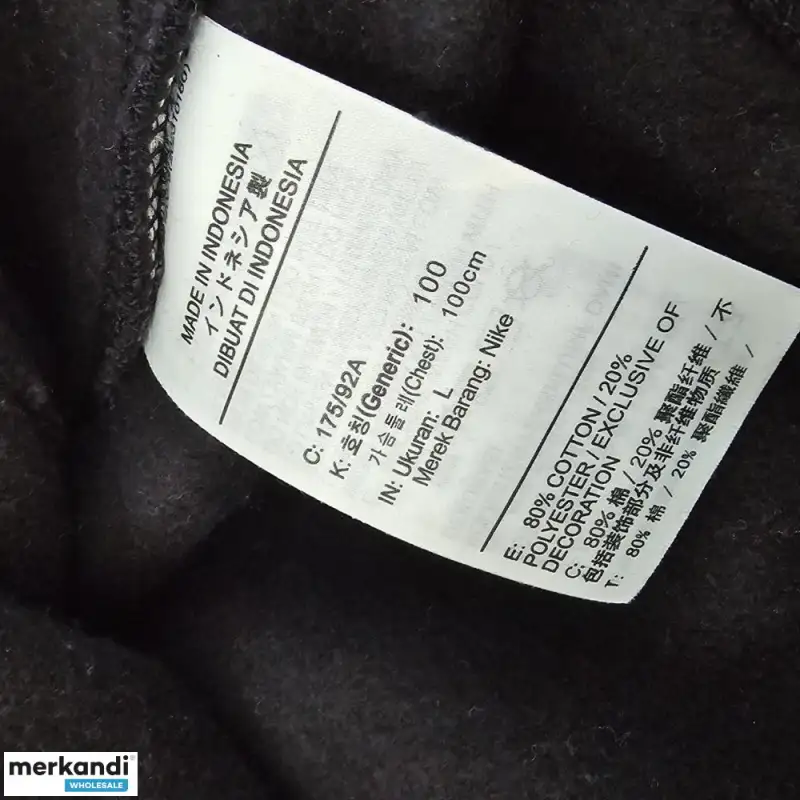 MADE IN INDONESIA
インドネシア製
DIBUAT DI INDONESIA
C: 175/92A
K: 호칭(Generic): 100
가슴둘레(Chest): 100cm
IN: Ukuran: L
Merek Barang: Nike
E: 80% COTTON / 20%
POLYESTER / EXCLUSIVE OF
DECORATION
C: 80% 棉 / 20% 聚酯纤维 / 不
包括装饰部分及非纤维物质
T: 80% 棉 / 20% 聚酯纖維 /
merkandi
WHOLESALE